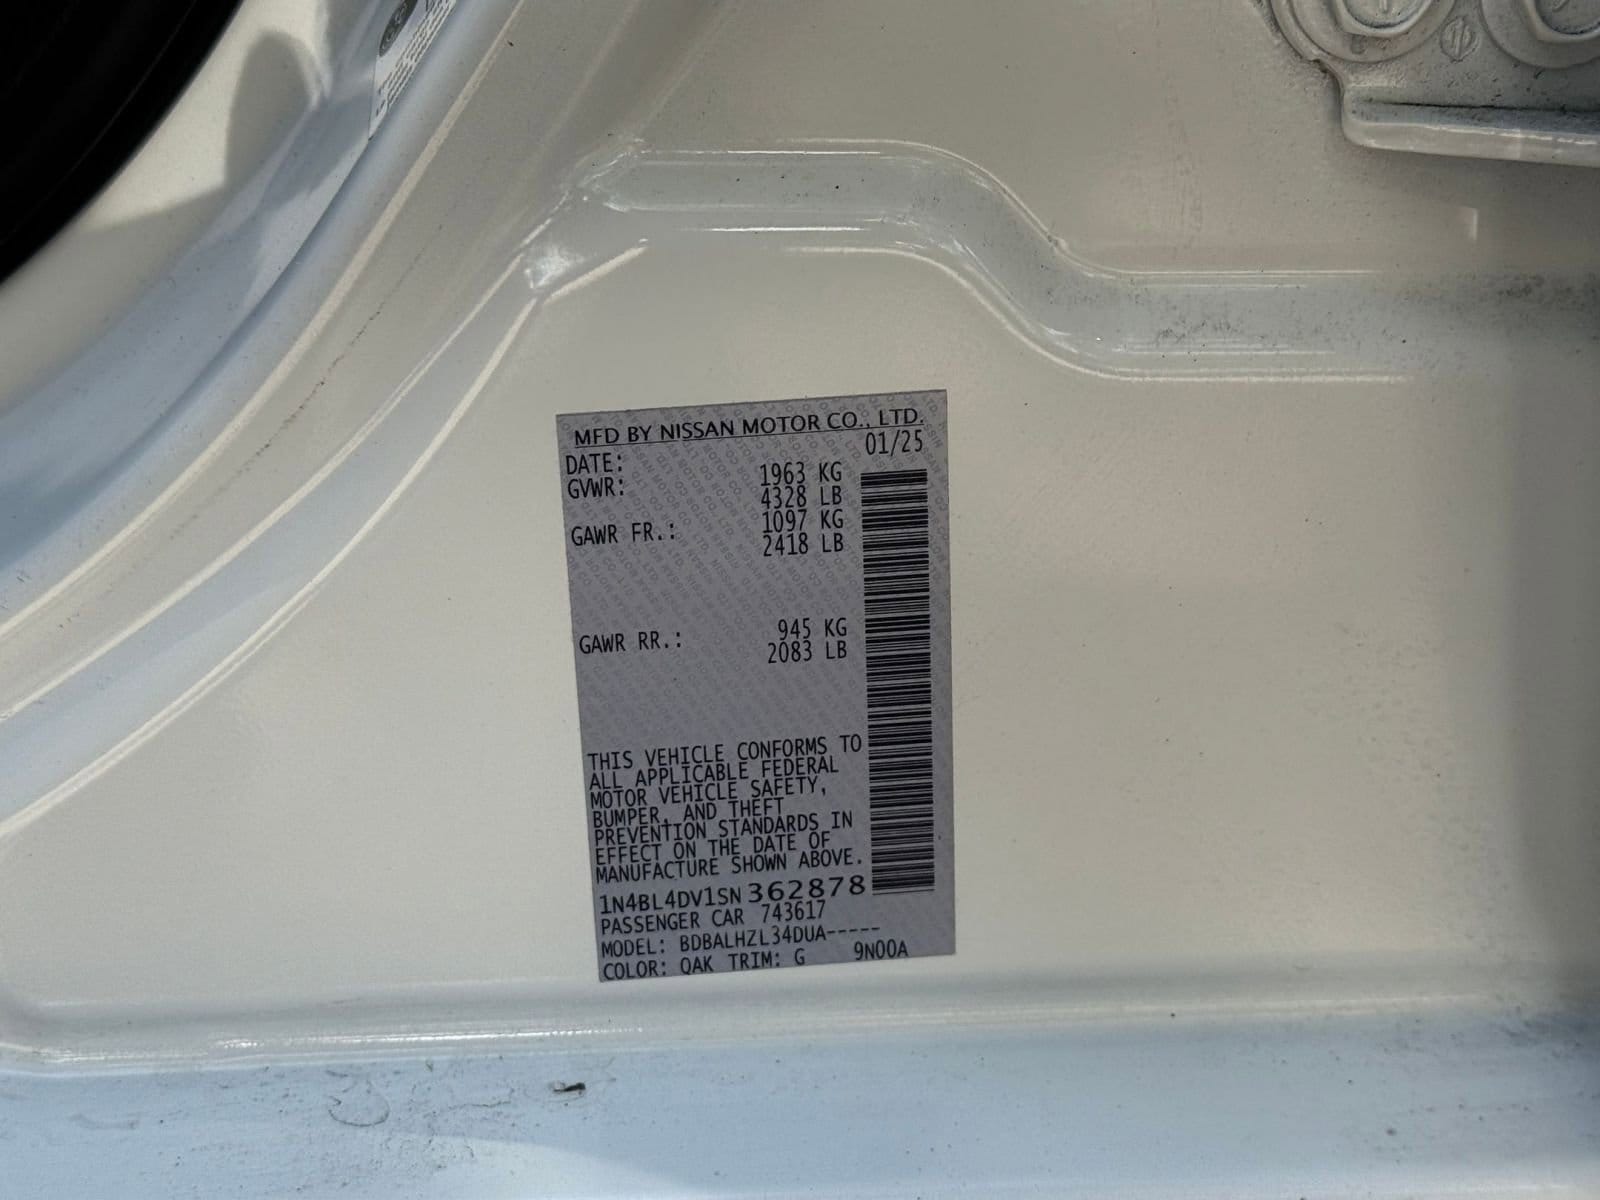 MFD BY NISSAN MOTOR CO., LTD.
DATE: 01/25
GVWR: 1963 KG
4328 LB
GAWR FR.: 1097 KG
2418 LB
GAWR RR.: 945 KG
2083 LB
THIS VEHICLE CONFORMS TO
ALL APPLICABLE FEDERAL
MOTOR VEHICLE SAFETY,
BUMPER, AND THEFT
PREVENTION STANDARDS IN
EFFECT ON THE DATE OF
MANUFACTURE SHOWN ABOVE.
1N4BL4DV1SN362878
PASSENGER CAR 743617
MODEL: BDBALHZL34DUA-----
COLOR: QAK TRIM: G 9N00A